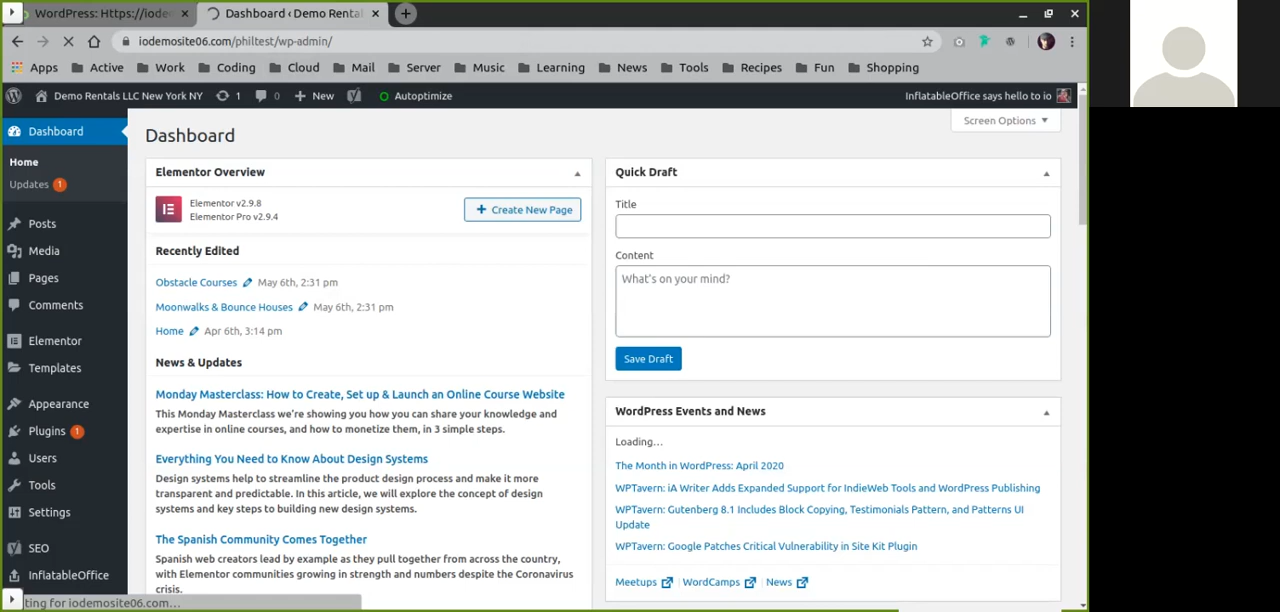 WordPress: Https://iodem
Dashboard ‹ Demo Rental
iodemosite06.com/philtest/wp-admin/
Apps Active Work Coding Cloud Mail Server Music Learning News Tools Recipes Fun Shopping
Demo Rentals LLC New York NY 1 0 New Autoptimize InflatableOffice says hello to io
Screen Options
Dashboard
Home
Updates 1
Posts
Media
Pages
Comments
Elementor
Templates
Appearance
Plugins 1
Users
Tools
Settings
SEO
InflatableOffice
ting for iodemosite06.com...
Dashboard
Elementor Overview
Elementor v2.9.8
Elementor Pro v2.9.4
+ Create New Page
Recently Edited
Obstacle Courses May 6th, 2:31 pm
Moonwalks & Bounce Houses May 6th, 2:31 pm
Home Apr 6th, 3:14 pm
News & Updates
Monday Masterclass: How to Create, Set up & Launch an Online Course Website
This Monday Masterclass we're showing you how you can share your knowledge and
expertise in online courses, and how to monetize them, in 3 simple steps.
Everything You Need to Know About Design Systems
Design systems help to streamline the product design process and make it more
transparent and predictable. In this article, we will explore the concept of design
systems and key steps to building new design systems.
The Spanish Community Comes Together
Spanish web creators lead by example as they pull together from across the country,
with Elementor communities growing in strength and numbers despite the Coronavirus
crisis.
Quick Draft
Title
Content
What's on your mind?
Save Draft
WordPress Events and News
Loading...
The Month in WordPress: April 2020
WPTavern: iA Writer Adds Expanded Support for IndieWeb Tools and WordPress Publishing
WPTavern: Gutenberg 8.1 Includes Block Copying, Testimonials Pattern, and Patterns UI
Update
WPTavern: Google Patches Critical Vulnerability in Site Kit Plugin
Meetups WordCamps News